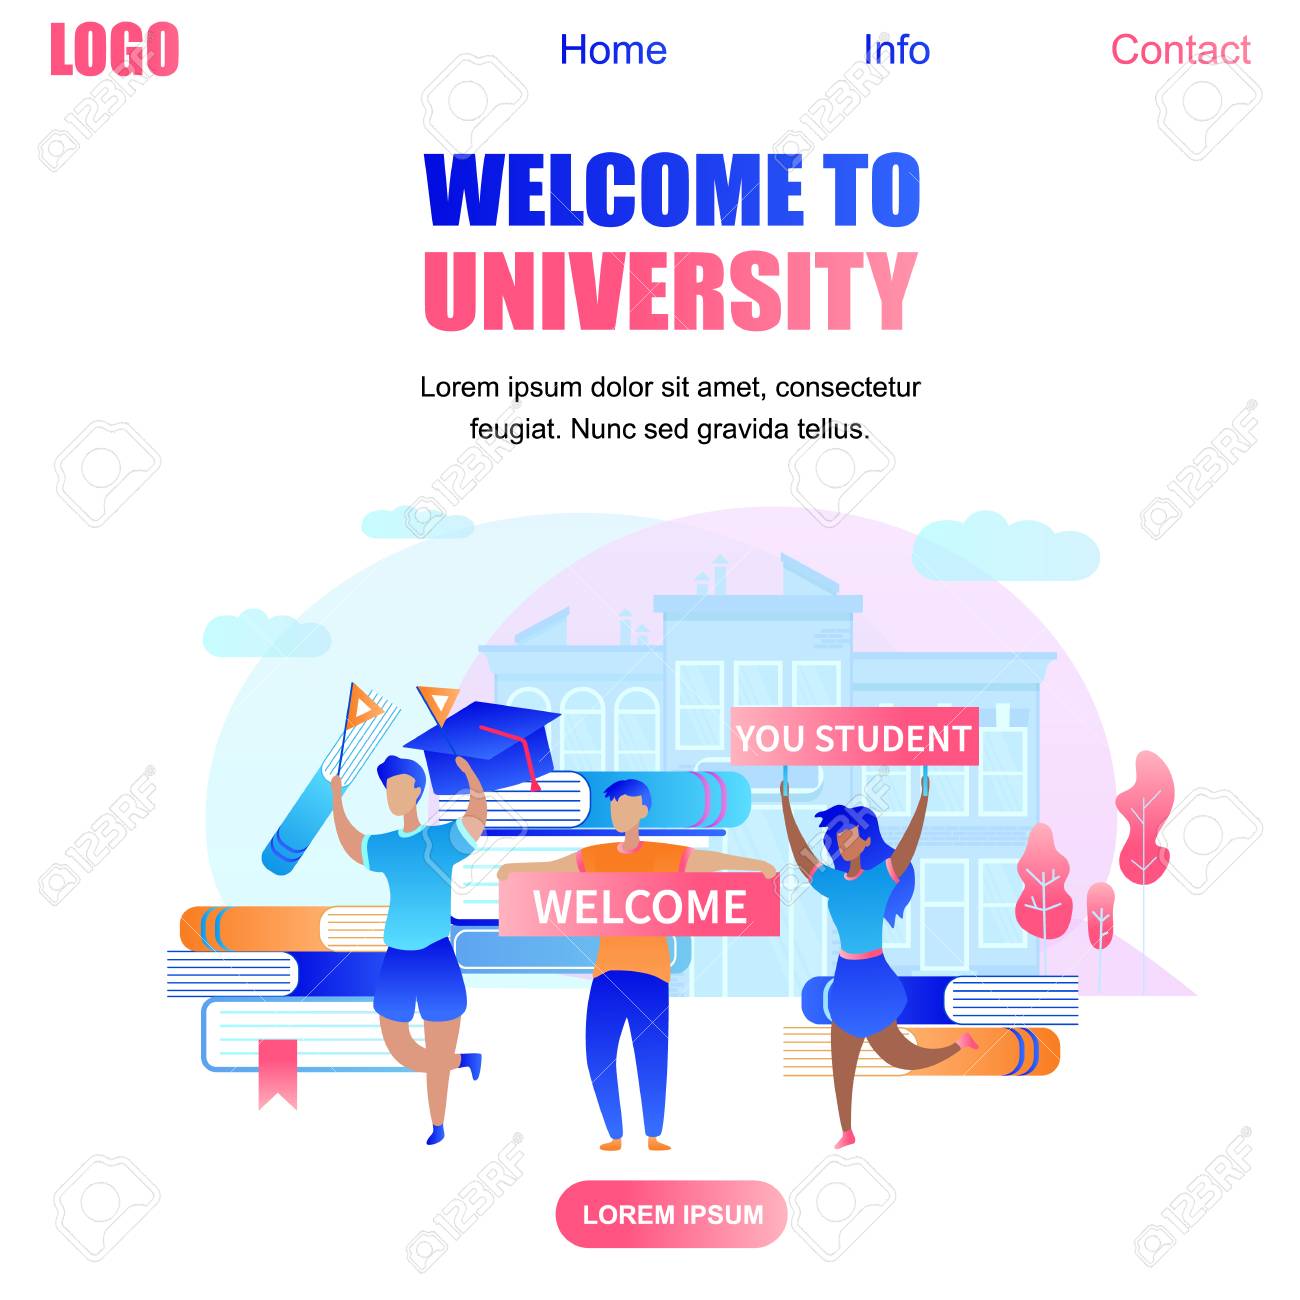 LOGO Home Info Contact
WELCOME TO
UNIVERSITY
Lorem ipsum dolor sit amet, consectetur
feugiat. Nunc sed gravida tellus.
YOU STUDENT
WELCOME
LOREM IPSUM
123RF